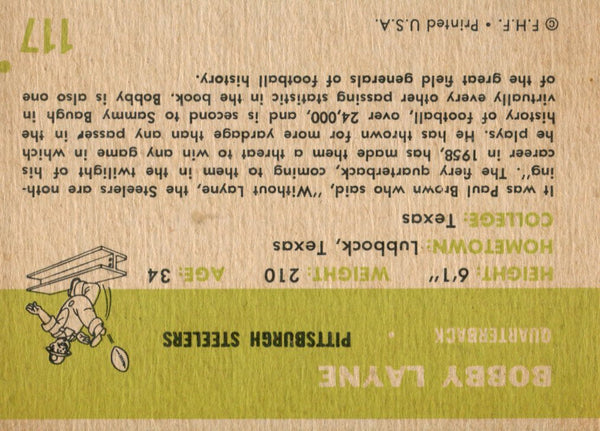 BOBBY LAYNE
QUARTERBACK • PITTSBURGH STEELERS
HEIGHT: 6'1" WEIGHT: 210 AGE: 34
HOMETOWN: Lubbock, Texas
COLLEGE: Texas
It was Paul Brown who said, "Without Layne, the Steelers are noth-
ing". The fiery quarterback, coming to them in the twilight of his
career in 1958, has made them a threat to win any game in which
he plays. He has thrown for more yardage than any passer in the
history of football, over 24,000, and is second to Sammy Baugh in
virtually every other passing statistic in the book. Bobby is also one
of the great field generals of football history.
© F.H.F. • Printed U.S.A.
117